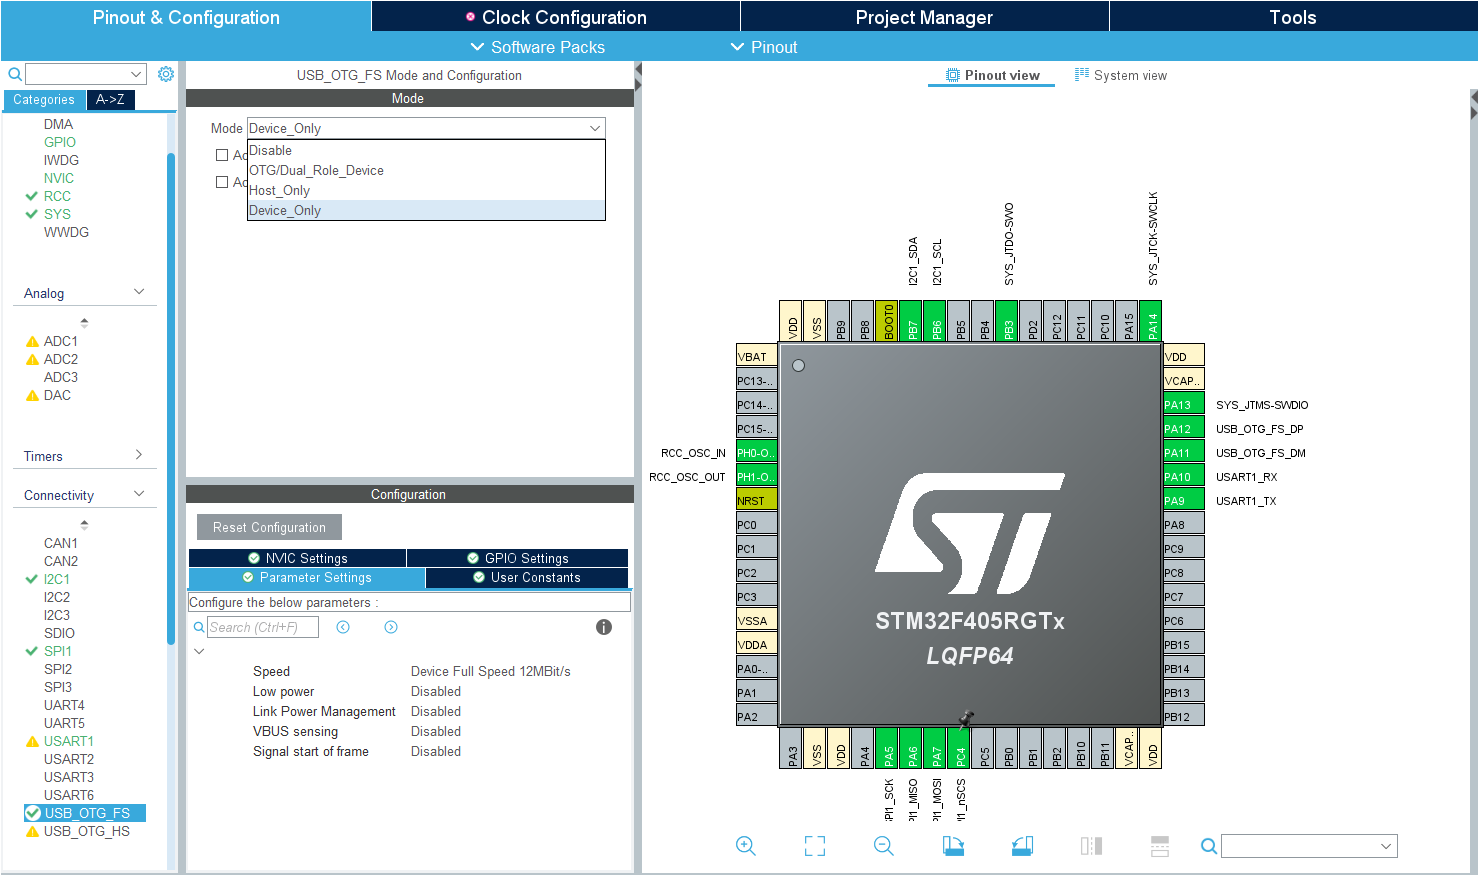 Pinout & Configuration
Clock Configuration
Project Manager
Tools
Software Packs
Pinout
Categories
A->Z
DMA
GPIO
IWDG
NVIC
RCC
SYS
WWDG
Analog
ADC1
ADC2
ADC3
DAC
Timers
Connectivity
CAN1
CAN2
I2C1
I2C2
I2C3
SDIO
SPI1
SPI2
SPI3
UART4
UART5
USART1
USART2
USART3
USART6
USB_OTG_FS
USB_OTG_HS
USB_OTG_FS Mode and Configuration
Mode
Mode Device_Only
Disable
OTG/Dual_Role_Device
Host_Only
Device_Only
Configuration
Reset Configuration
NVIC Settings
GPIO Settings
Parameter Settings
User Constants
Configure the below parameters :
Search (Ctrl+F)
Speed Device Full Speed 12MBit/s
Low power Disabled
Link Power Management Disabled
VBUS sensing Disabled
Signal start of frame Disabled
Pinout view
System view
I2C1_SDA
I2C1_SCL
SYS_JTDO-SWO
SYS_JTCK-SWCLK
VDD
VSS
PB9
PB8
BOOT0
PB7
PB6
PB5
PB4
PB3
PD2
PC12
PC11
PC10
PA15
PA14
VBAT
PC13-..
PC14-..
PC15-..
RCC_OSC_IN PH0-O..
RCC_OSC_OUT PH1-O..
NRST
PC0
PC1
PC2
PC3
VSSA
VDDA
PA0-..
PA1
PA2
VDD
VCAP..
PA13 SYS_JTMS-SWDIO
PA12 USB_OTG_FS_DP
PA11 USB_OTG_FS_DM
PA10 USART1_RX
PA9 USART1_TX
PA8
PC9
PC8
PC7
PC6
PB15
PB14
PB13
PB12
ST
STM32F405RGTx
LQFP64
PA3
VSS
VDD
PA4
PA5
PA6
PA7
PC4
PC5
PB0
PB1
PB2
PB10
PB11
VCAP..
VDD
SPI1_SCK
PI1_MISO
PI1_MOSI
PI1_nSCS